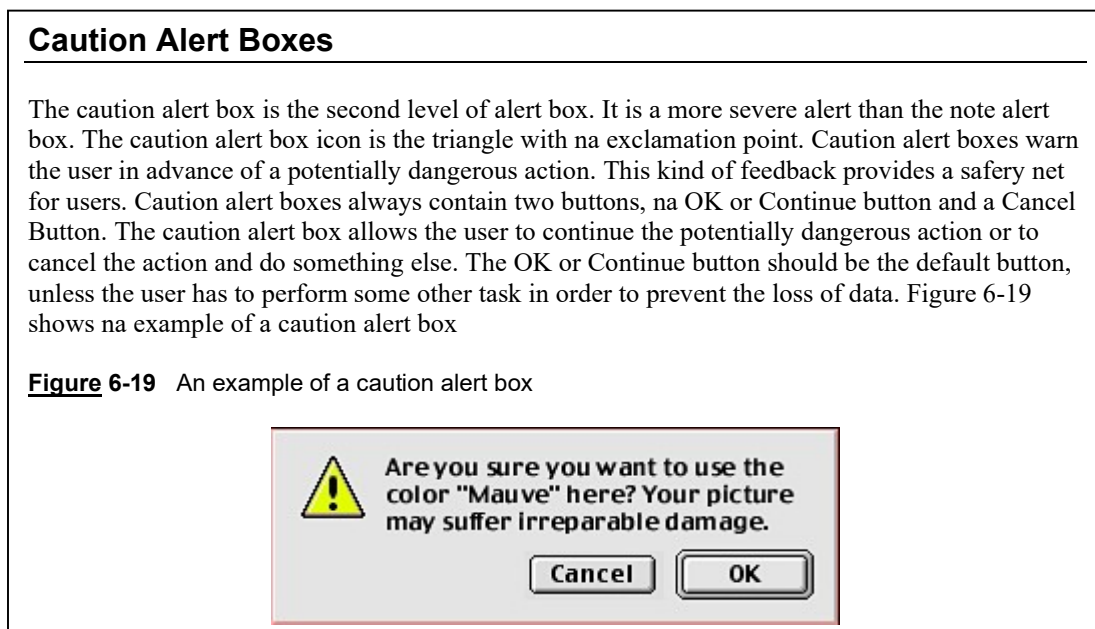 Caution Alert Boxes
The caution alert box is the second level of alert box. It is a more severe alert than the note alert
box. The caution alert box icon is the triangle with na exclamation point. Caution alert boxes warn
the user in advance of a potentially dangerous action. This kind of feedback provides a safery net
for users. Caution alert boxes always contain two buttons, na OK or Continue button and a Cancel
Button. The caution alert box allows the user to continue the potentially dangerous action or to
cancel the action and do something else. The OK or Continue button should be the default button,
unless the user has to perform some other task in order to prevent the loss of data. Figure 6-19
shows na example of a caution alert box
Figure 6-19 An example of a caution alert box
Are you sure you want to use the
color "Mauve" here? Your picture
may suffer irreparable damage.
Cancel OK